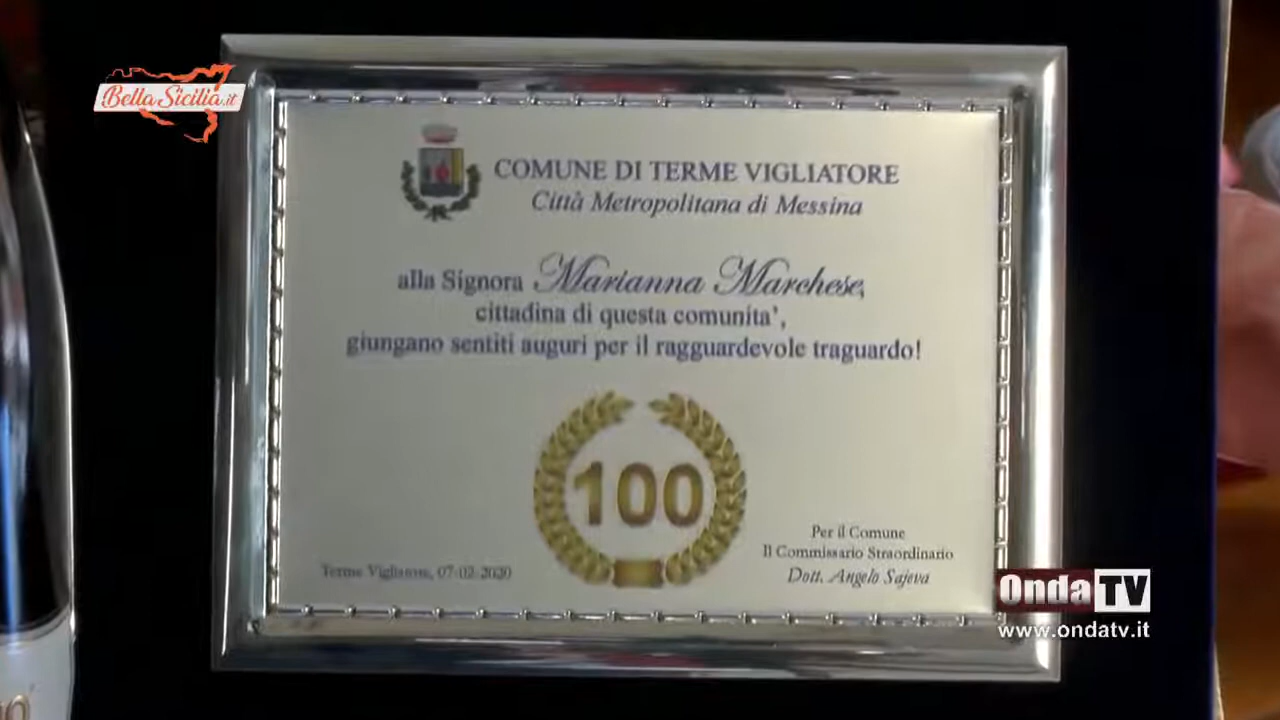 BellaSicilia.it
COMUNE DI TERME VIGLIATORE
Città Metropolitana di Messina
alla Signora Marianna Marchese,
cittadina di questa comunita',
giungano sentiti auguri per il ragguardevole traguardo!
100
Per il Comune
Il Commissario Straordinario
Dott. Angelo Sajeva
Terme Vigliatore, 07-02-2020
OndaTV
www.ondatv.it